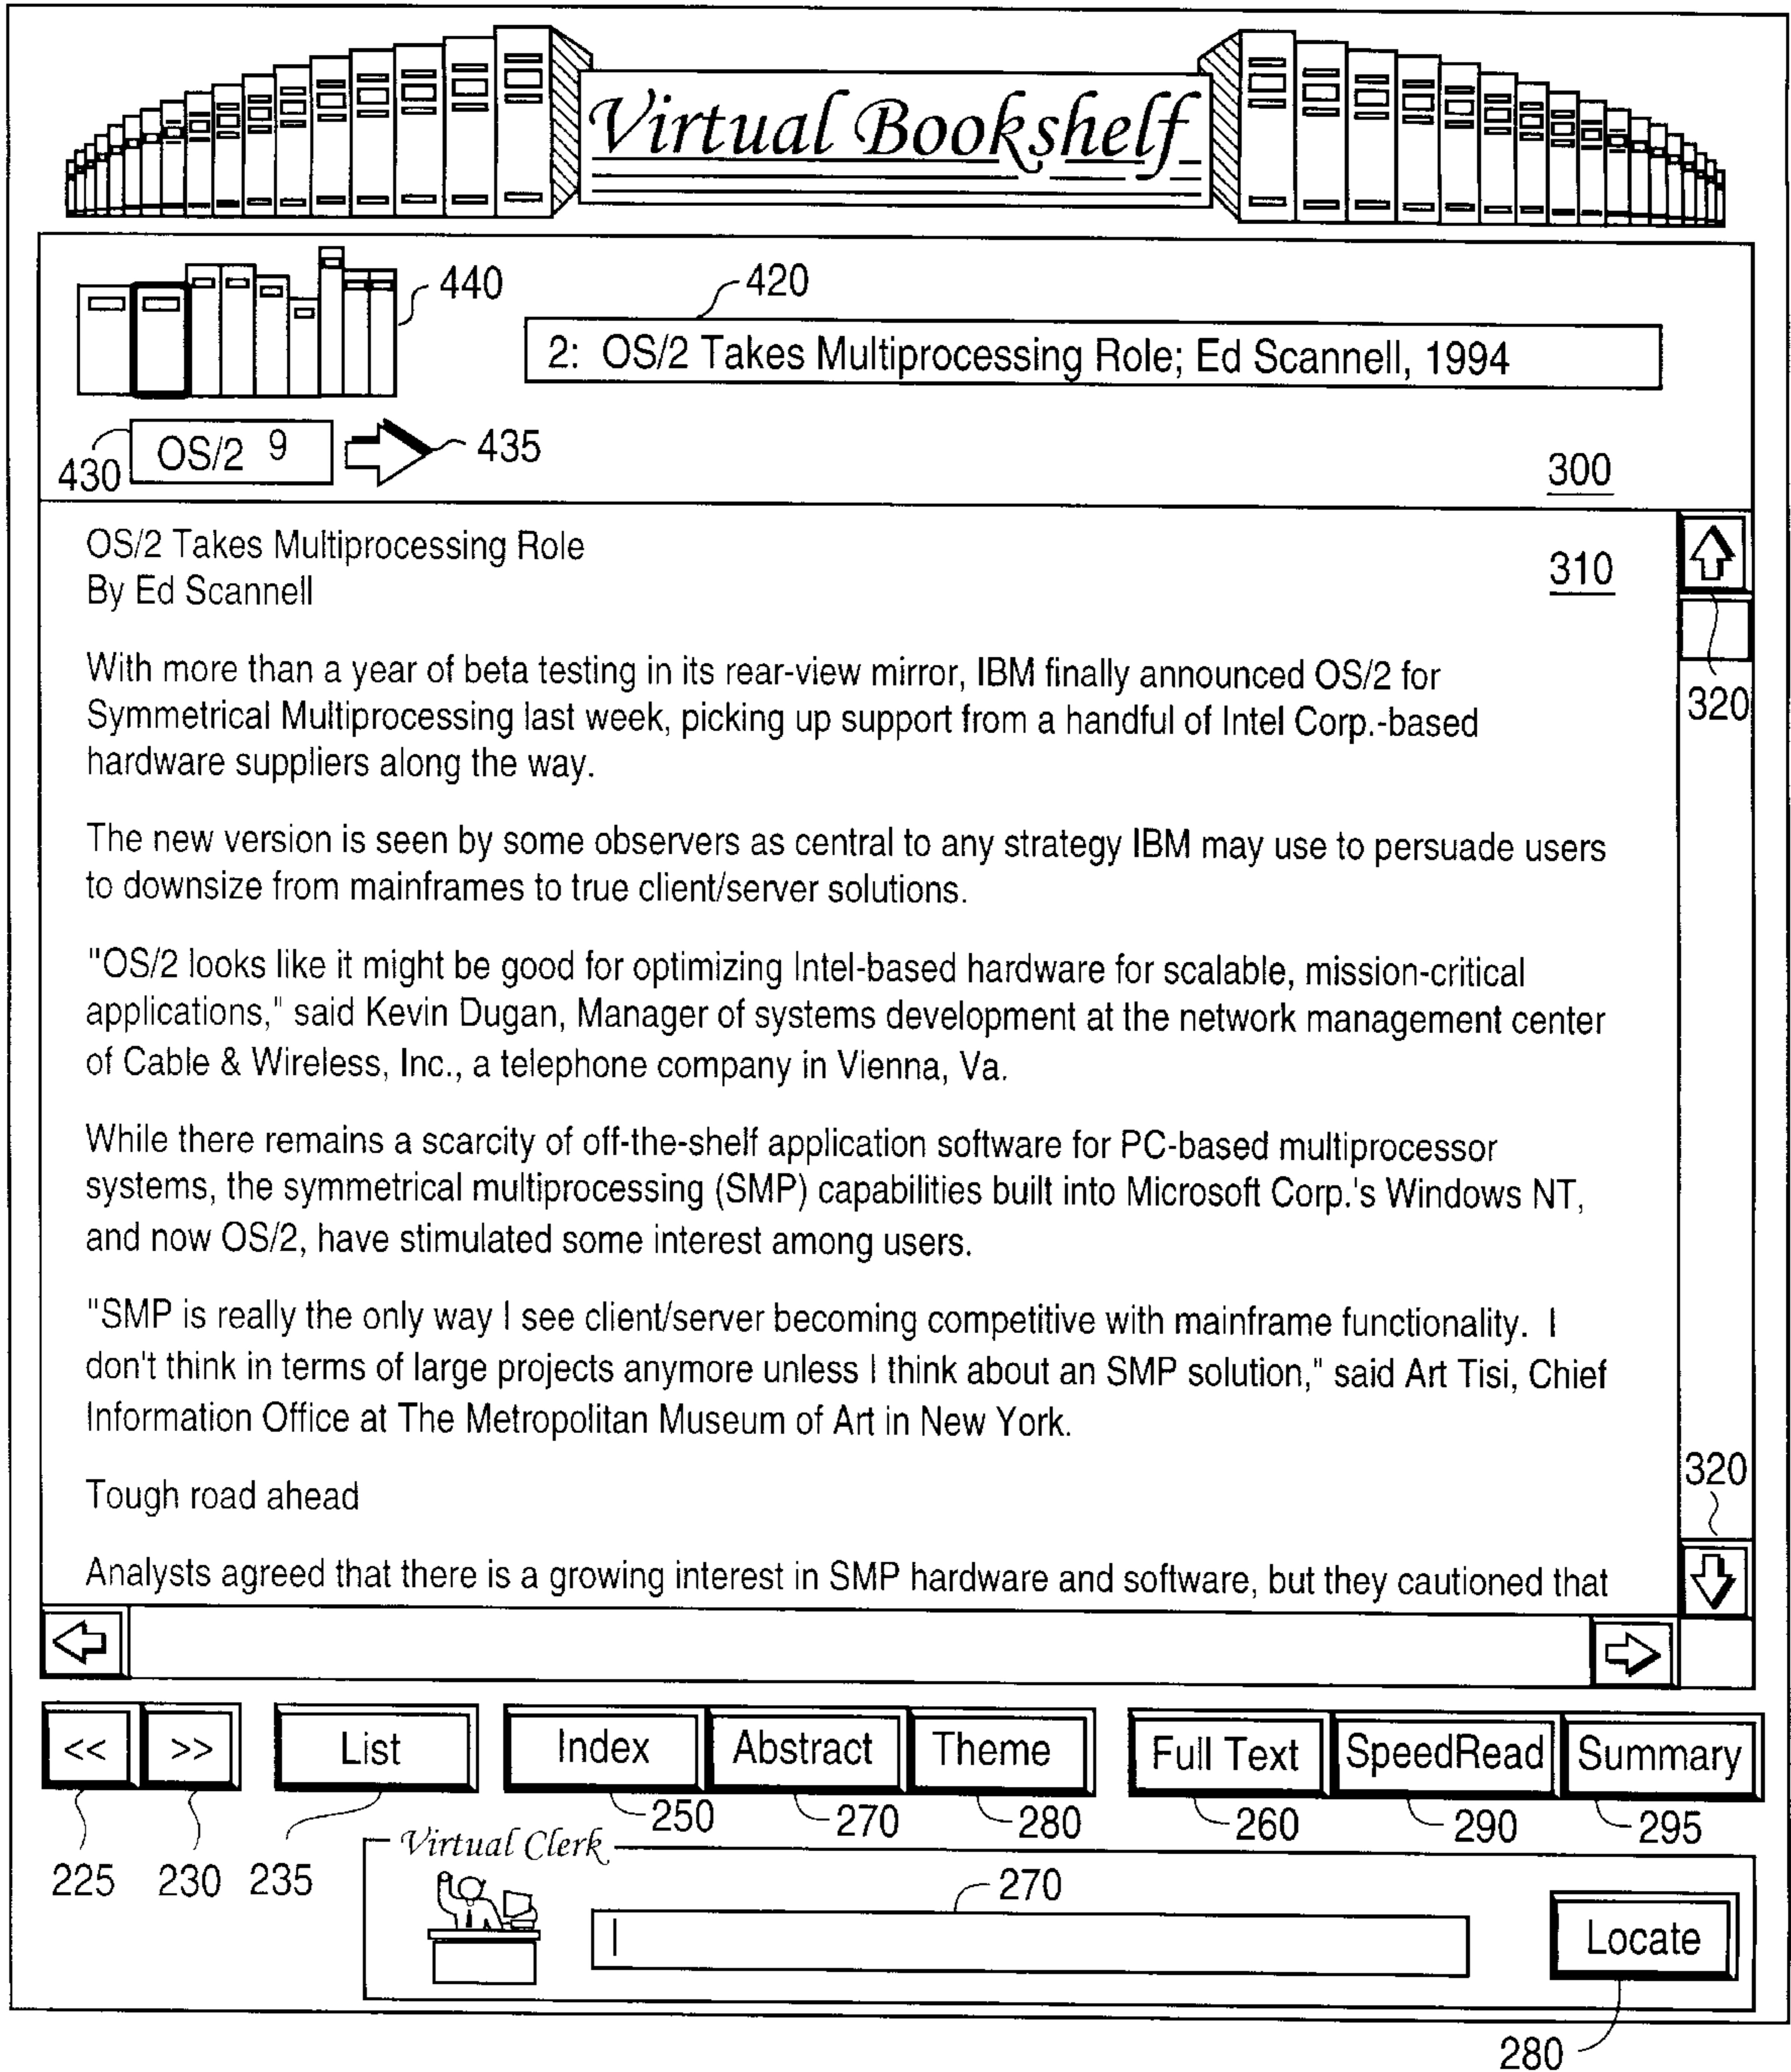 Virtual Bookshelf
440
420
2: OS/2 Takes Multiprocessing Role; Ed Scannell, 1994
430
OS/2 9
435
300
OS/2 Takes Multiprocessing Role
310
By Ed Scannell
With more than a year of beta testing in its rear-view mirror, IBM finally announced OS/2 for
Symmetrical Multiprocessing last week, picking up support from a handful of Intel Corp.-based
320
hardware suppliers along the way.
The new version is seen by some observers as central to any strategy IBM may use to persuade users
to downsize from mainframes to true client/server solutions.
"OS/2 looks like it might be good for optimizing Intel-based hardware for scalable, mission-critical
applications," said Kevin Dugan, Manager of systems development at the network management center
of Cable & Wireless, Inc., a telephone company in Vienna, Va.
While there remains a scarcity of off-the-shelf application software for PC-based multiprocessor
systems, the symmetrical multiprocessing (SMP) capabilities built into Microsoft Corp.'s Windows NT,
and now OS/2, have stimulated some interest among users.
"SMP is really the only way I see client/server becoming competitive with mainframe functionality. I
don't think in terms of large projects anymore unless I think about an SMP solution," said Art Tisi, Chief
Information Office at The Metropolitan Museum of Art in New York.
320
Tough road ahead
Analysts agreed that there is a growing interest in SMP hardware and software, but they cautioned that
<< >> List Index Abstract Theme Full Text SpeedRead Summary
250 270 280 260 290 295
225 230 235
Virtual Clerk
270
Locate
280